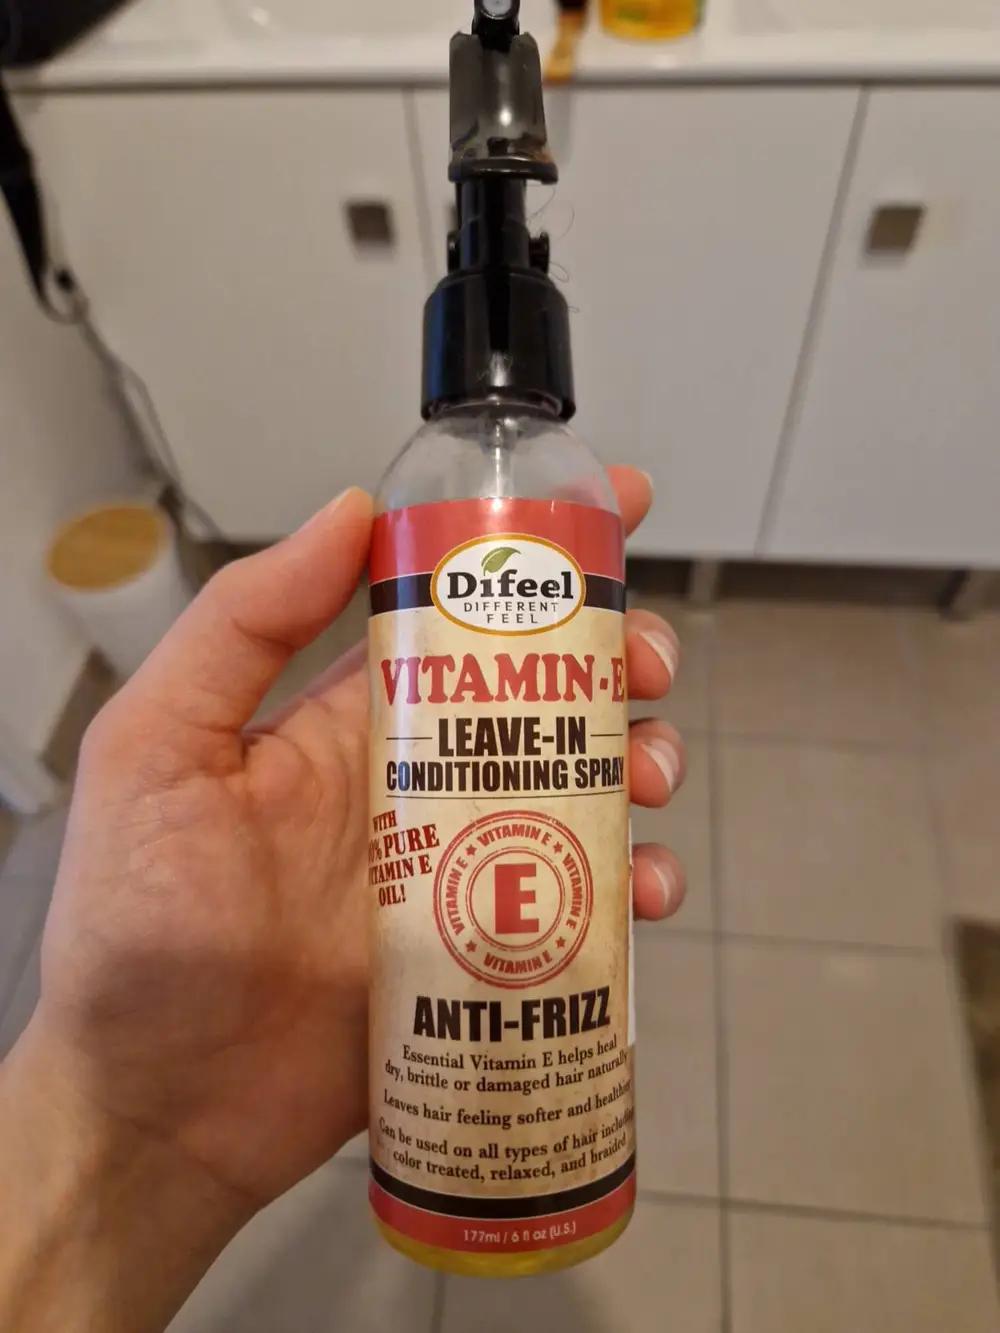 Difeel
DIFFERENT
FEEL
VITAMIN-E
LEAVE-IN
CONDITIONING SPRAY
WITH
% PURE
VITAMIN E
OIL!
VITAMIN E ★ VITAMIN E ★ VITAMIN E ★ VITAMIN E ★
E
ANTI-FRIZZ
Essential Vitamin E helps heal
dry, brittle or damaged hair naturally
Leaves hair feeling softer and healthier
Can be used on all types of hair including
color treated, relaxed, and braided
177ml / 6 fl oz (U.S.)